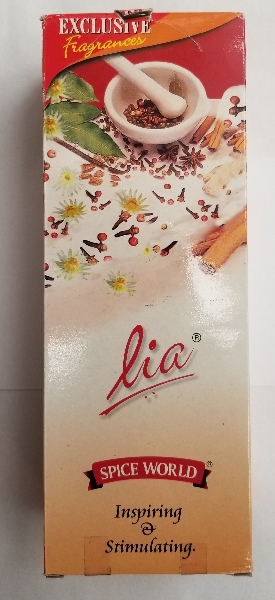 EXCLUSIVE
Fragrances
lia®
SPICE WORLD®
Inspiring
&
Stimulating.